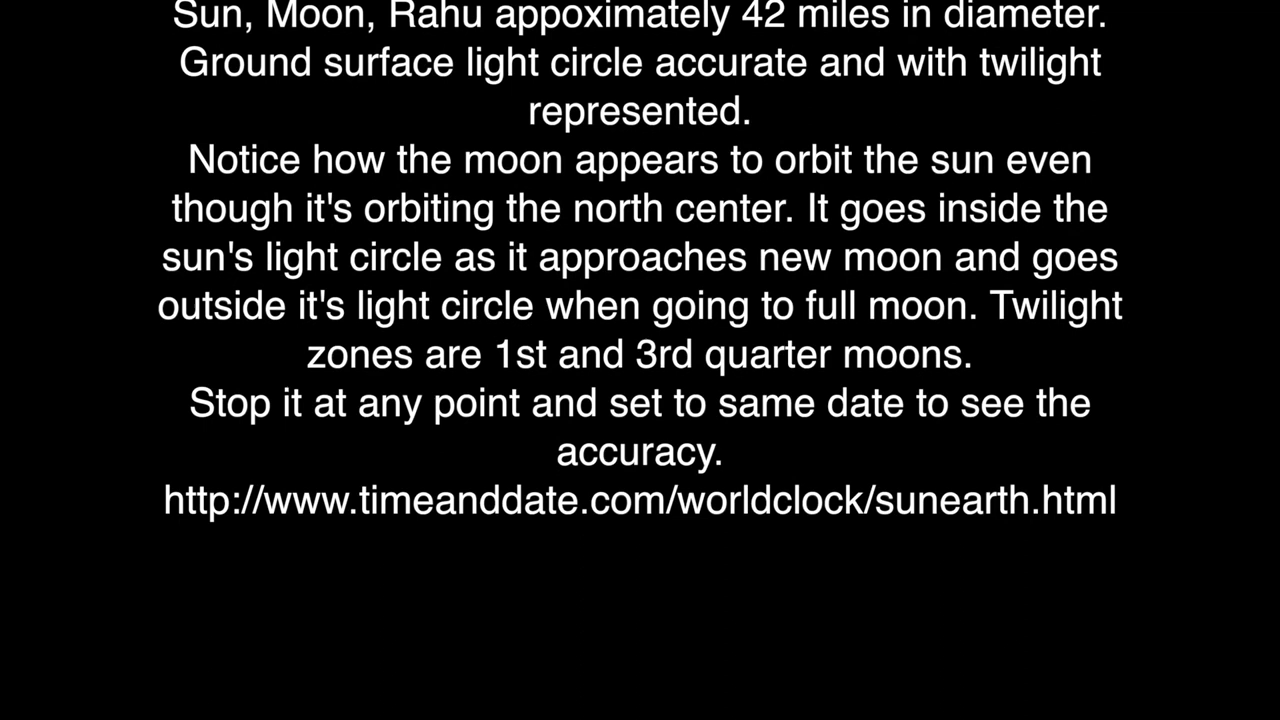 Sun, Moon, Rahu appoximately 42 miles in diameter.
Ground surface light circle accurate and with twilight
represented.
Notice how the moon appears to orbit the sun even
though it's orbiting the north center. It goes inside the
sun's light circle as it approaches new moon and goes
outside it's light circle when going to full moon. Twilight
zones are 1st and 3rd quarter moons.
Stop it at any point and set to same date to see the
accuracy.
http://www.timeanddate.com/worldclock/sunearth.html